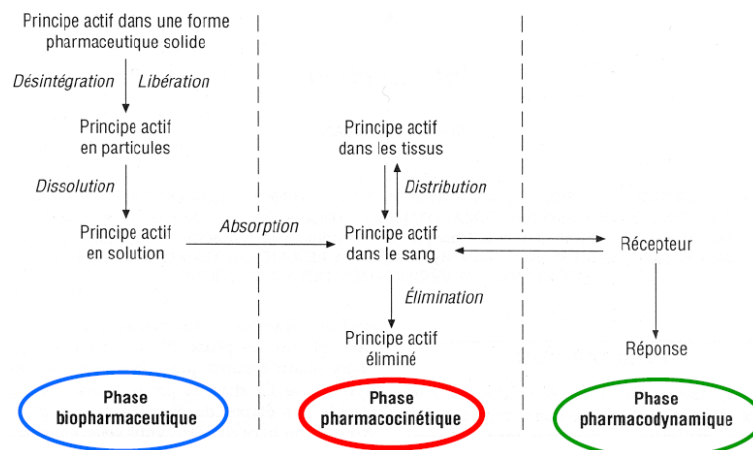 Principe actif dans une forme
pharmaceutique solide
Désintégration
Libération
Principe actif
en particules
Dissolution
Principe actif
en solution
Absorption
Principe actif
dans les tissus
Distribution
Principe actif
dans le sang
Élimination
Principe actif
éliminé
Récepteur
Réponse
Phase
biopharmaceutique
Phase
pharmacocinétique
Phase
pharmacodynamique